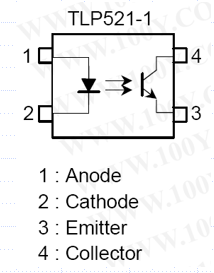 TLP521-1
1
4
2
3
1 : Anode
2 : Cathode
3 : Emitter
4 : Collector